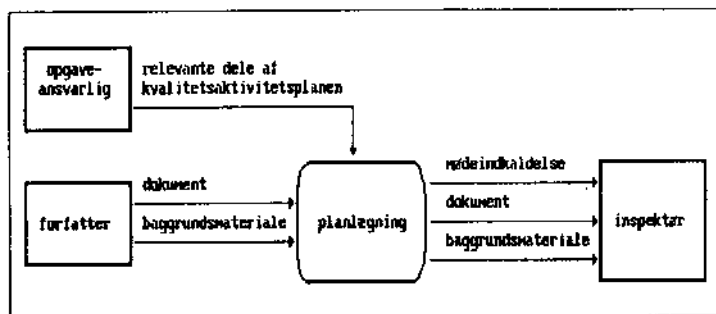 opgave-
ansvarlig
relevante dele af
kvalitetsaktivitetsplanen
forfatter
dokument
baggrundsmateriale
planlægning
mødeindkaldelse
dokument
baggrundsmateriale
inspektør